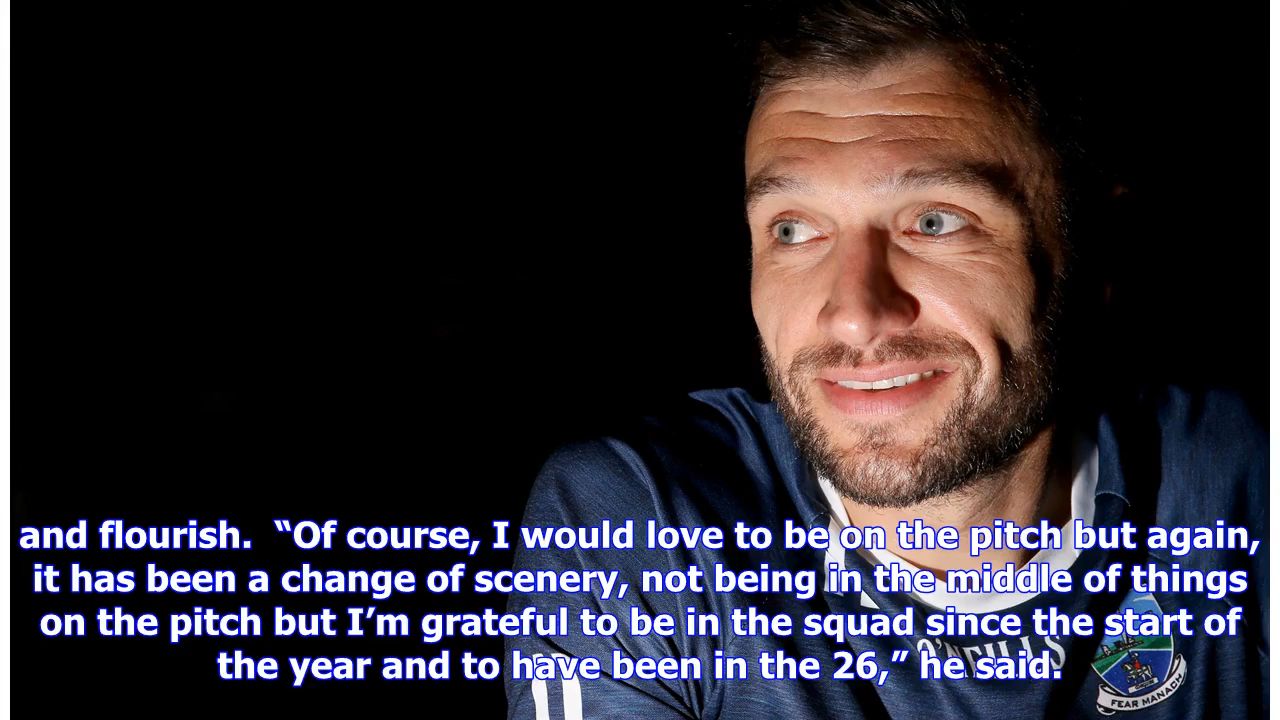 and flourish.  “Of course, I would love to be on the pitch but again,
it has been a change of scenery, not being in the middle of things
on the pitch but I’m grateful to be in the squad since the start of
the year and to have been in the 26,” he said.
O'NEILLS
FEAR MANACH